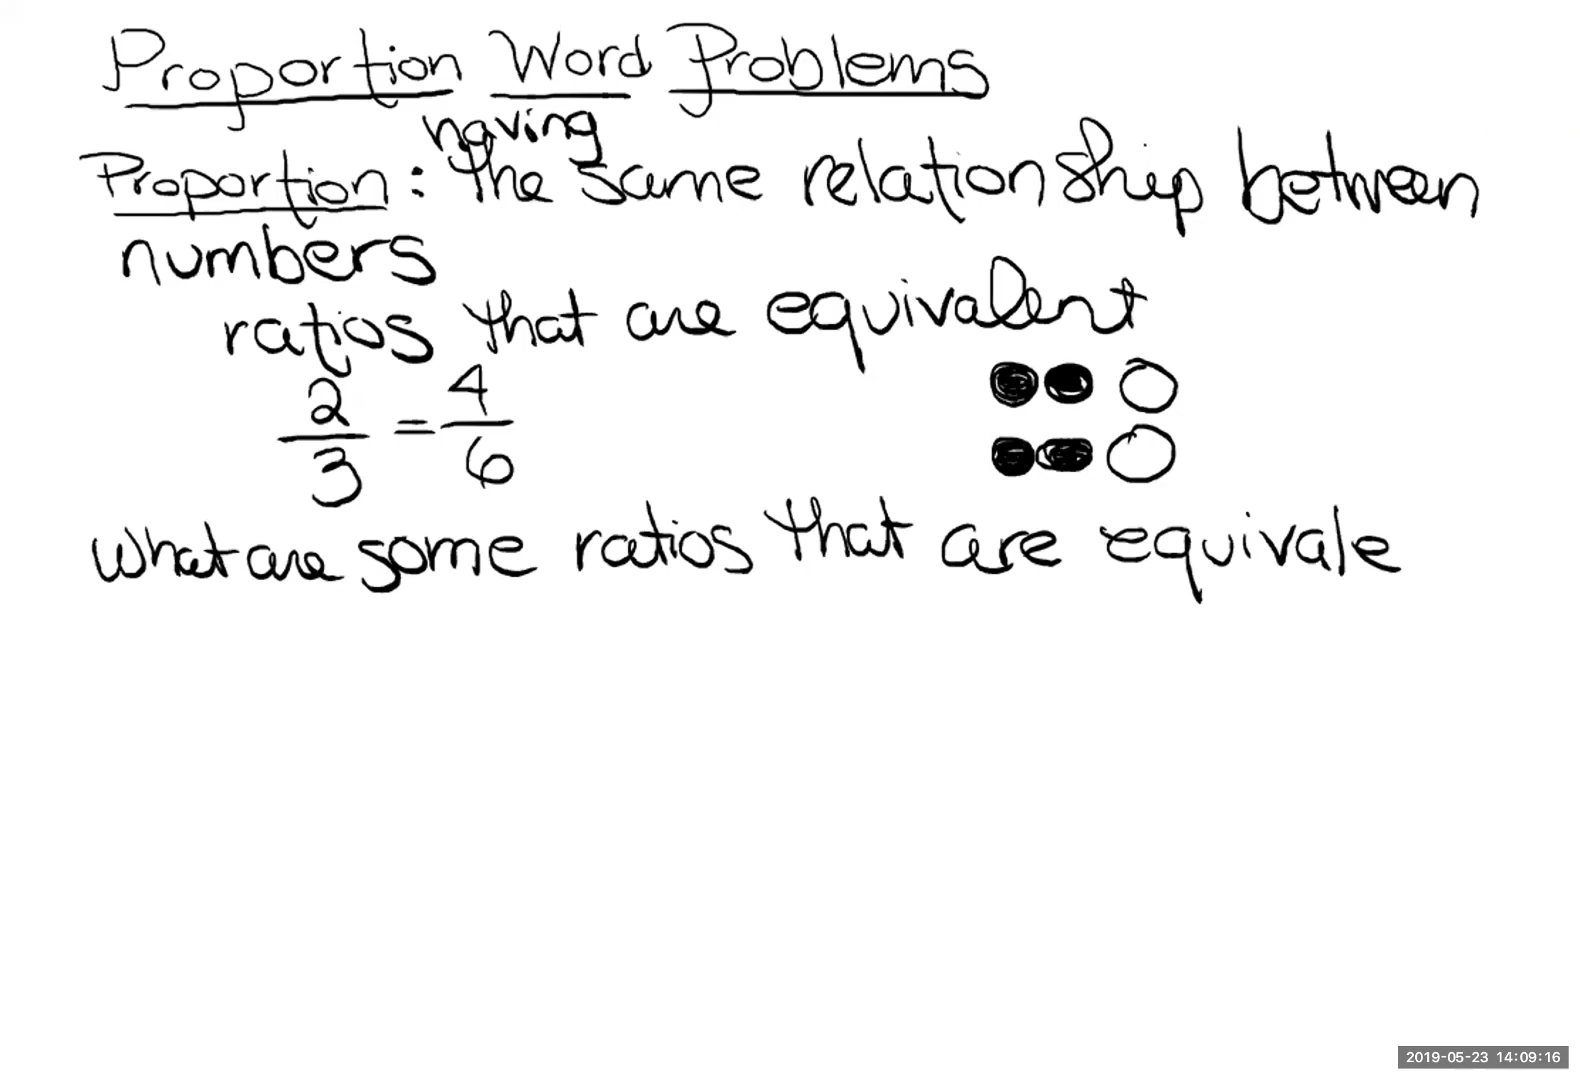 Proportion Word Problems
having
Proportion: the same relationship between
numbers
ratios that are equivalent
2/3 = 4/6
what are some ratios that are equivale
2019-05-23 14:09:16